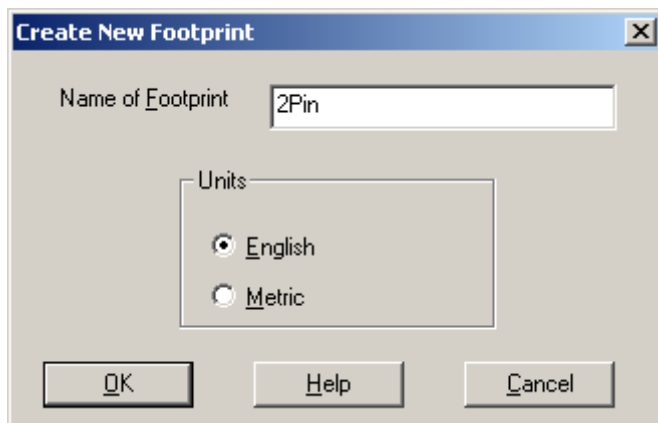 Create New Footprint
Name of Footprint 2Pin
Units
English
Metric
OK Help Cancel